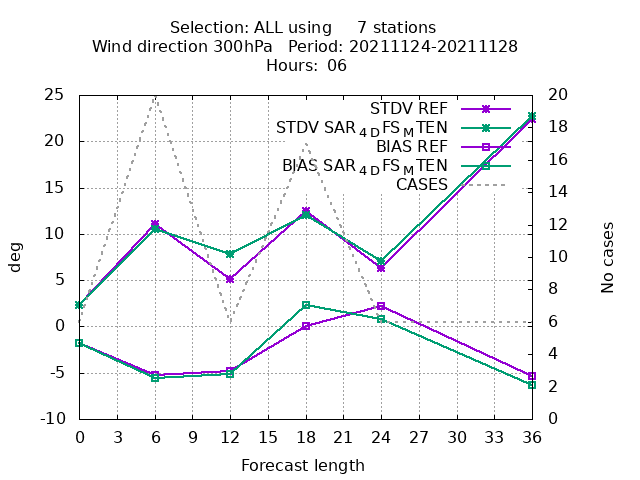 Selection: ALL using     7 stations
Wind direction 300hPa   Period: 20211124-20211128
Hours: 06
STDV REF
STDV SAR4DFSMTEN
BIAS REF
BIAS SAR4DFSMTEN
CASES
25
20
15
10
5
0
-5
-10
20
18
16
14
12
10
8
6
4
2
0
deg
No cases
0 3 6 9 12 15 18 21 24 27 30 33 36
Forecast length